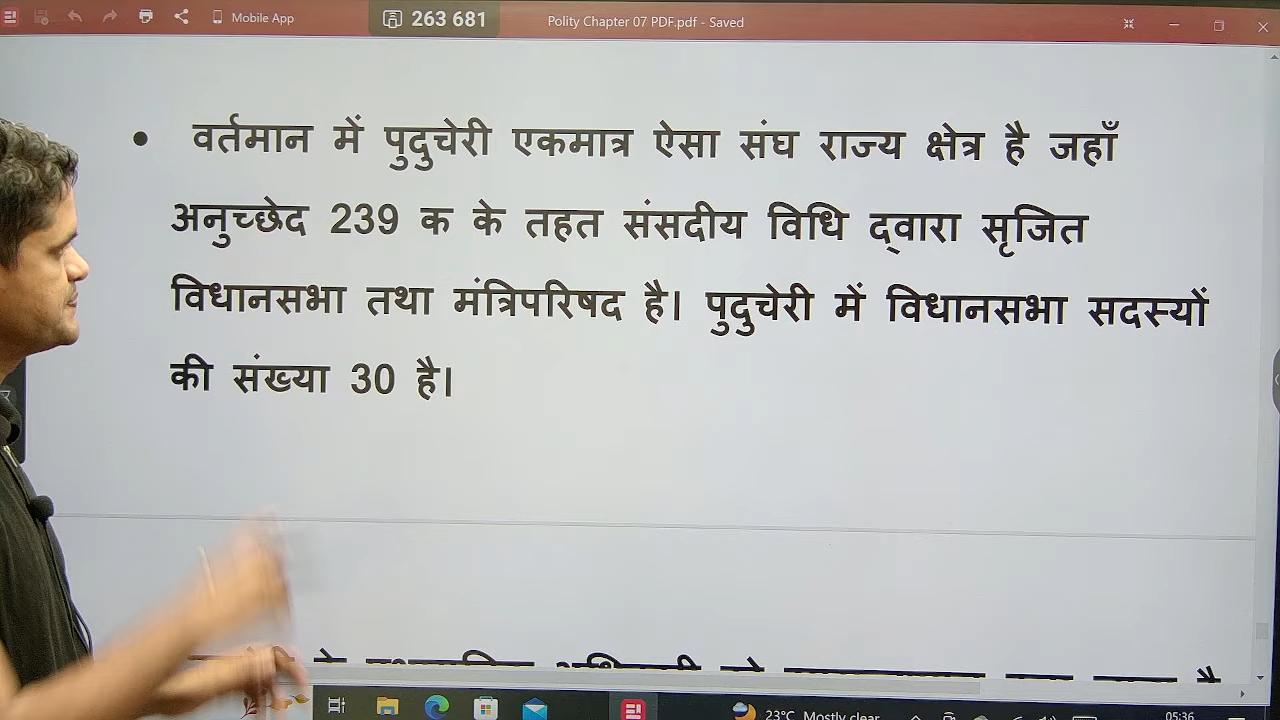 Mobile App
263 681
Polity Chapter 07 PDF.pdf - Saved
• वर्तमान में पुदुचेरी एकमात्र ऐसा संघ राज्य क्षेत्र है जहाँ
अनुच्छेद 239 क के तहत संसदीय विधि द्वारा सृजित
विधानसभा तथा मंत्रिपरिषद है। पुदुचेरी में विधानसभा सदस्यों
की संख्या 30 है।
23°C Mostly clear
05:36